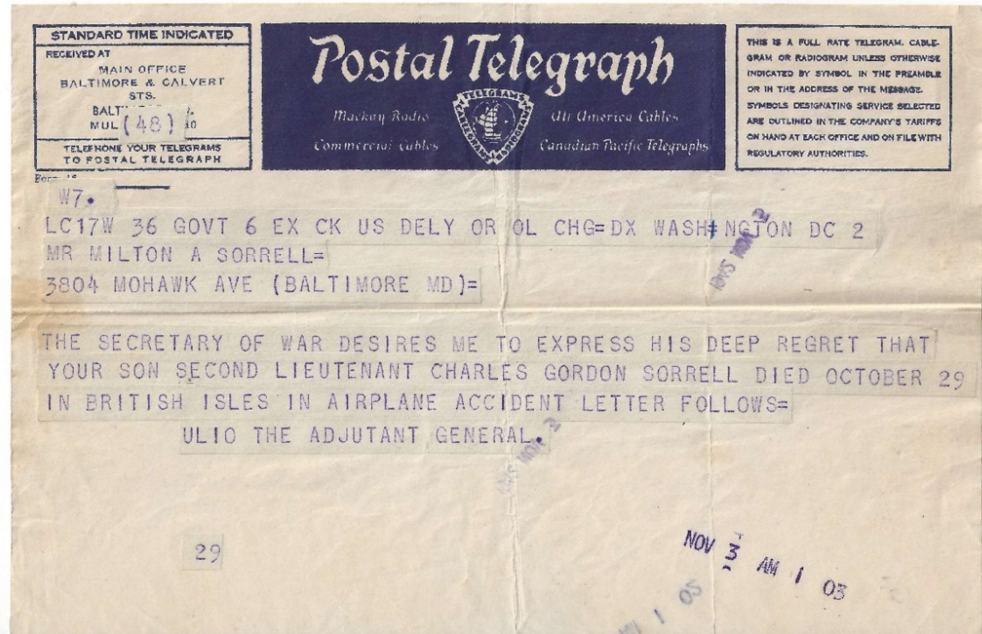 STANDARD TIME INDICATED
RECEIVED AT
MAIN OFFICE
BALTIMORE & CALVERT
STS.
BALT
MUL (48)
TELEPHONE YOUR TELEGRAMS
TO POSTAL TELEGRAPH
Postal Telegraph
Mackay Radio
All America Cables
Commercial Cables
Canadian Pacific Telegraphs
THIS IS A FULL RATE TELEGRAM, CABLE-
GRAM OR RADIOGRAM UNLESS OTHERWISE
INDICATED BY SYMBOL IN THE PREAMBLE
OR IN THE ADDRESS OF THE MESSAGE.
SYMBOLS DESIGNATING SERVICE SELECTED
ARE OUTLINED IN THE COMPANY'S TARIFFS
ON HAND AT EACH OFFICE AND ON FILE WITH
REGULATORY AUTHORITIES.
W7.
LC17W 36 GOVT 6 EX CK US DELY OR OL CHG=DX WASHINGTON DC 2
MR MILTON A SORRELL=
3804 MOHAWK AVE (BALTIMORE MD)=
THE SECRETARY OF WAR DESIRES ME TO EXPRESS HIS DEEP REGRET THAT
YOUR SON SECOND LIEUTENANT CHARLES GORDON SORRELL DIED OCTOBER 29
IN BRITISH ISLES IN AIRPLANE ACCIDENT LETTER FOLLOWS=
ULIO THE ADJUTANT GENERAL.
29
NOV 3 AM 1 03
1 05